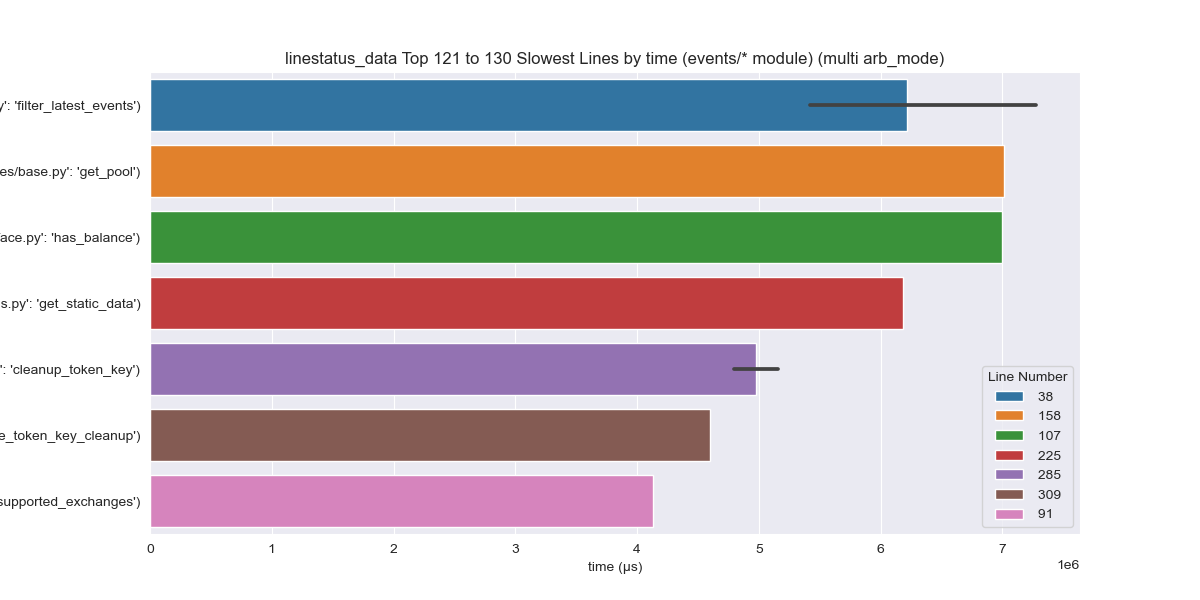 linestatus_data Top 121 to 130 Slowest Lines by time (events/* module) (multi arb_mode)
y': 'filter_latest_events')
es/base.py': 'get_pool')
face.py': 'has_balance')
s.py': 'get_static_data')
': 'cleanup_token_key')
e_token_key_cleanup')
supported_exchanges')
0 1 2 3 4 5 6 7
1e6
time (μs)
Line Number
38
158
107
225
285
309
91